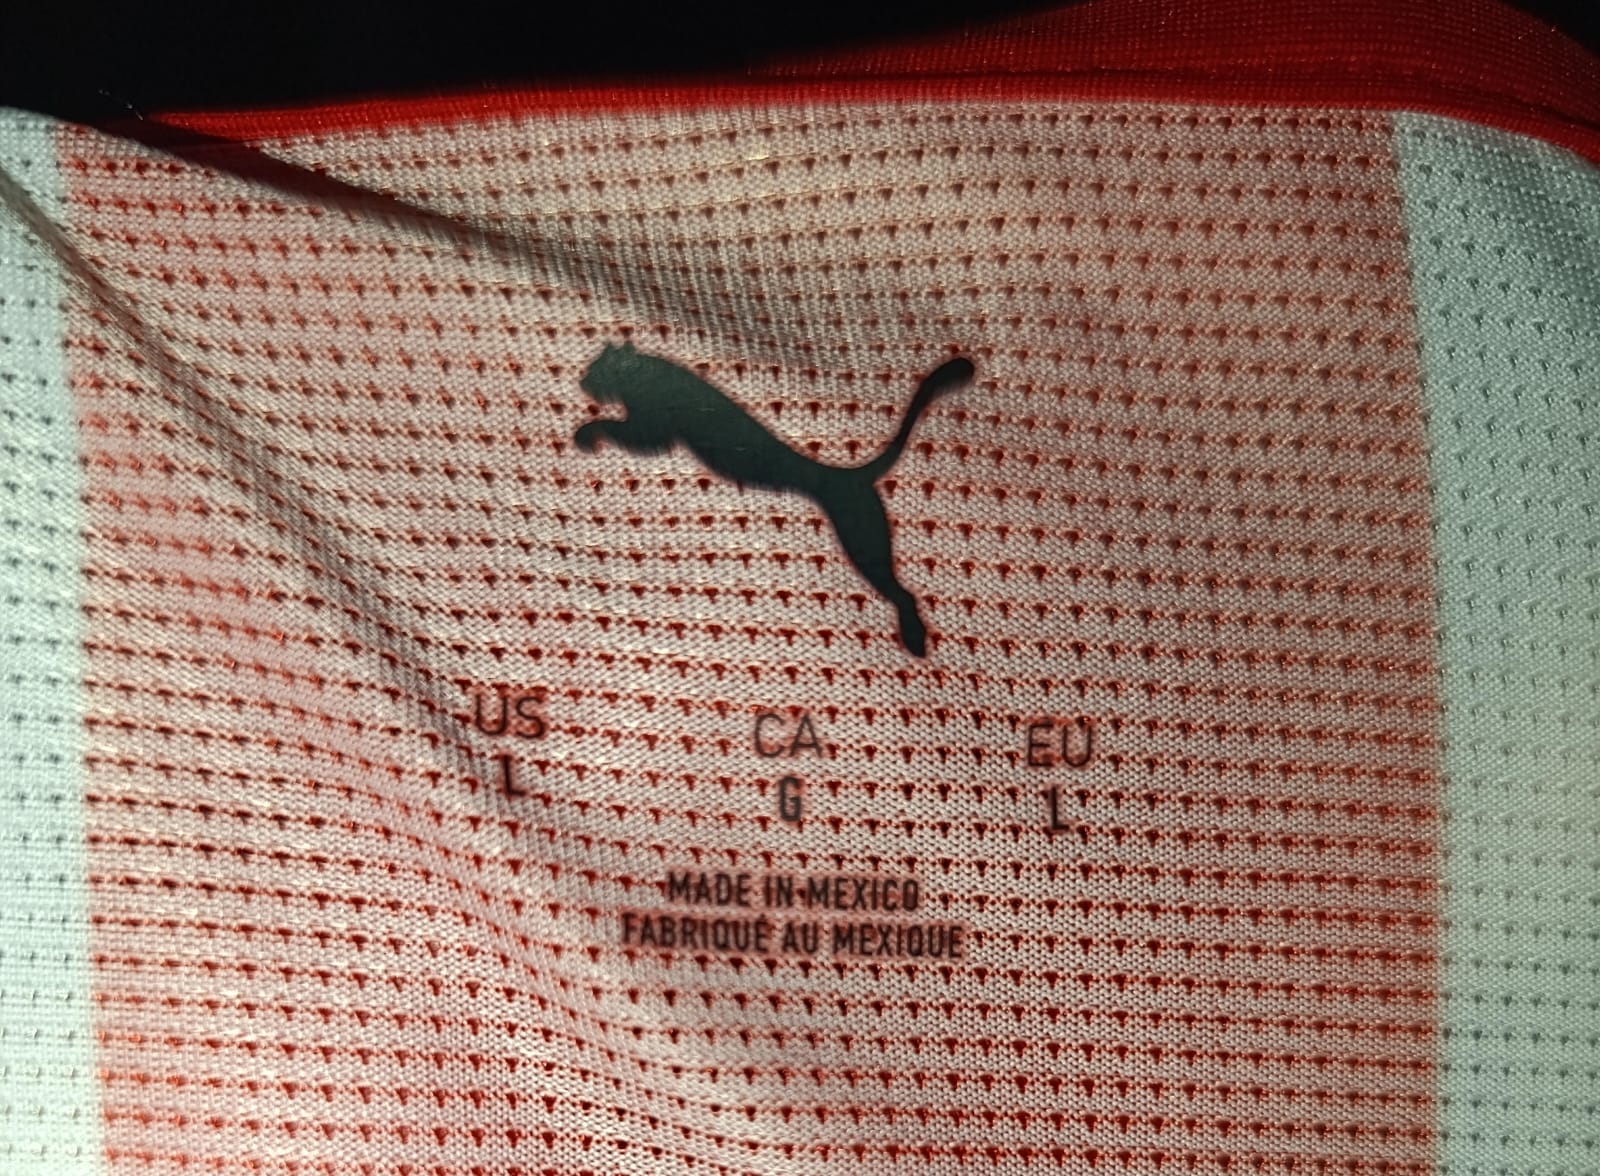 US CA EU
L G L
MADE IN MEXICO
FABRIQUÉ AU MEXIQUE